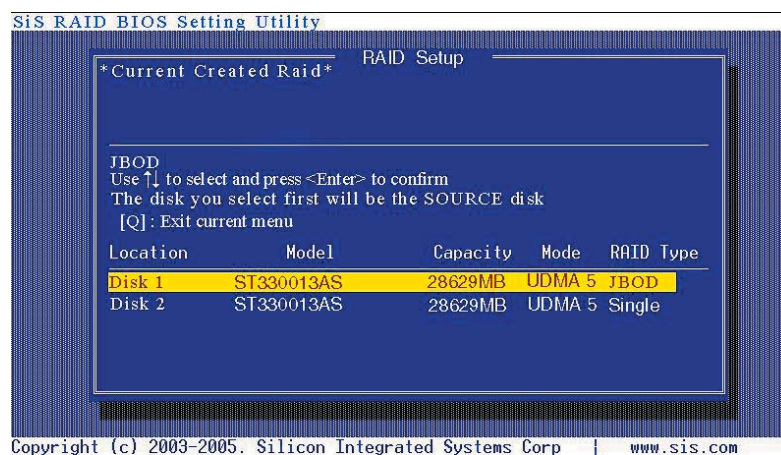 SiS RAID BIOS Setting Utility
RAID Setup
*Current Created Raid*
JBOD
Use ↑↓ to select and press <Enter> to confirm
The disk you select first will be the SOURCE disk
[Q] : Exit current menu
Location Model Capacity Mode RAID Type
Disk 1 ST330013AS 28629MB UDMA 5 JBOD
Disk 2 ST330013AS 28629MB UDMA 5 Single
Copyright (c) 2003-2005. Silicon Integrated Systems Corp | www.sis.com